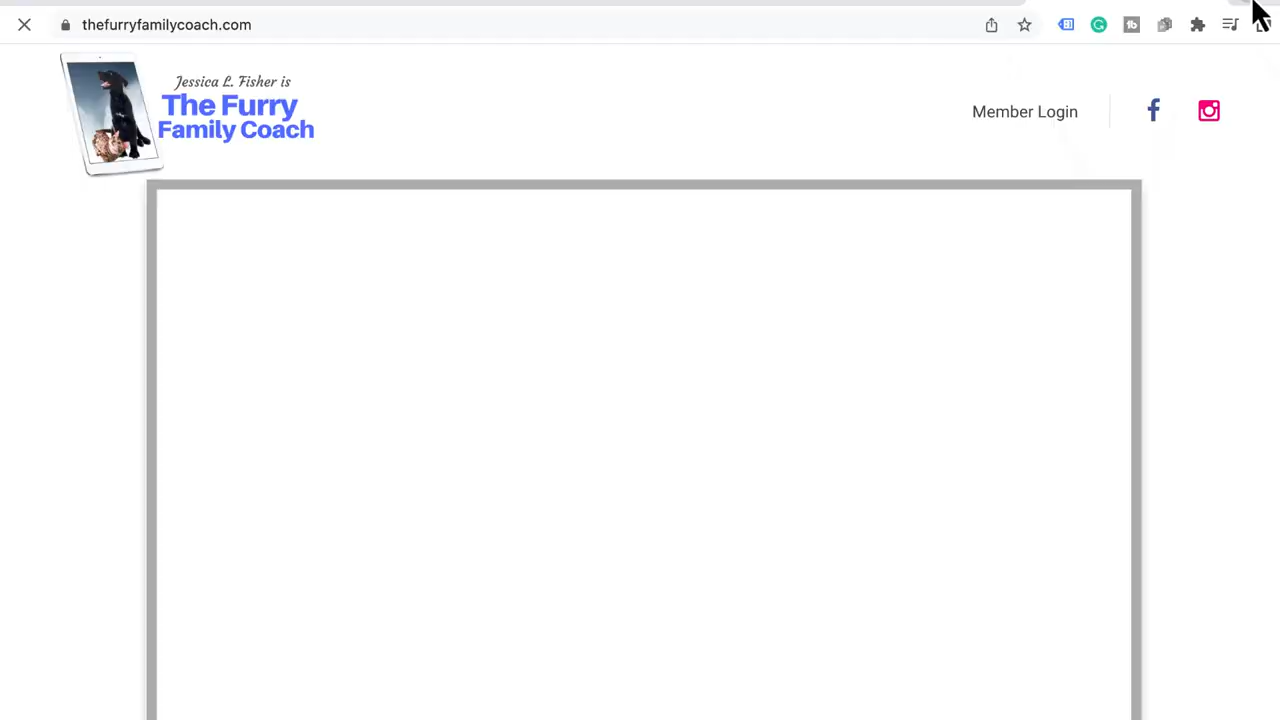 thefurryfamilycoach.com
Jessica L. Fisher is
The Furry
Family Coach
Member Login